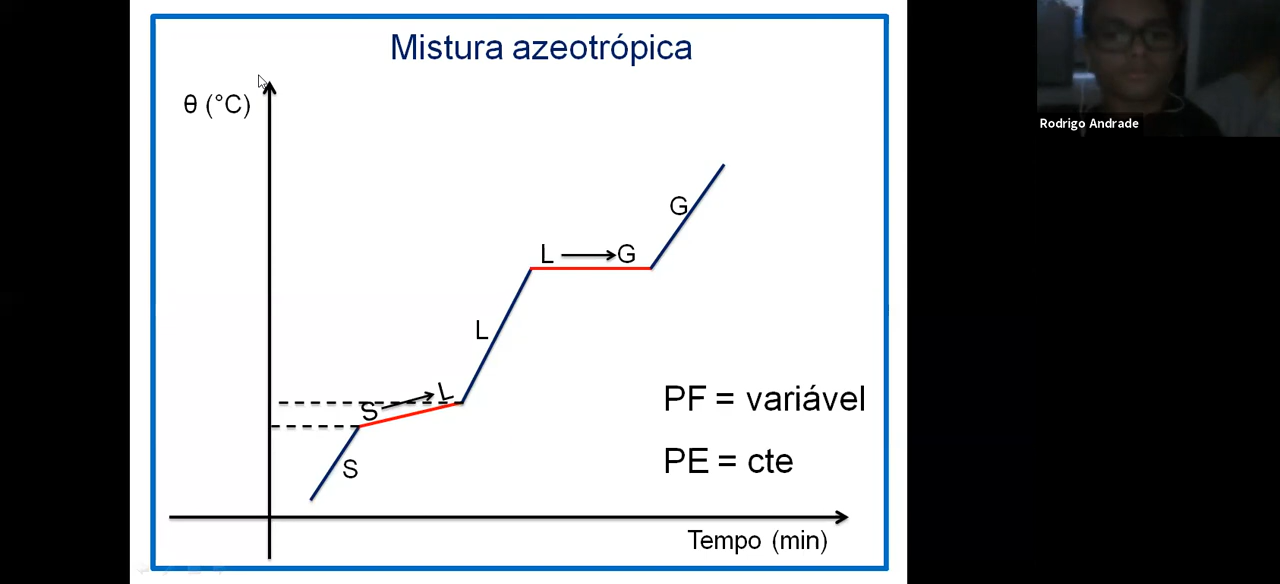 Mistura azeotrópica
θ (°C)
Rodrigo Andrade
G
L G
L
S L
S
PF = variável
PE = cte
Tempo (min)